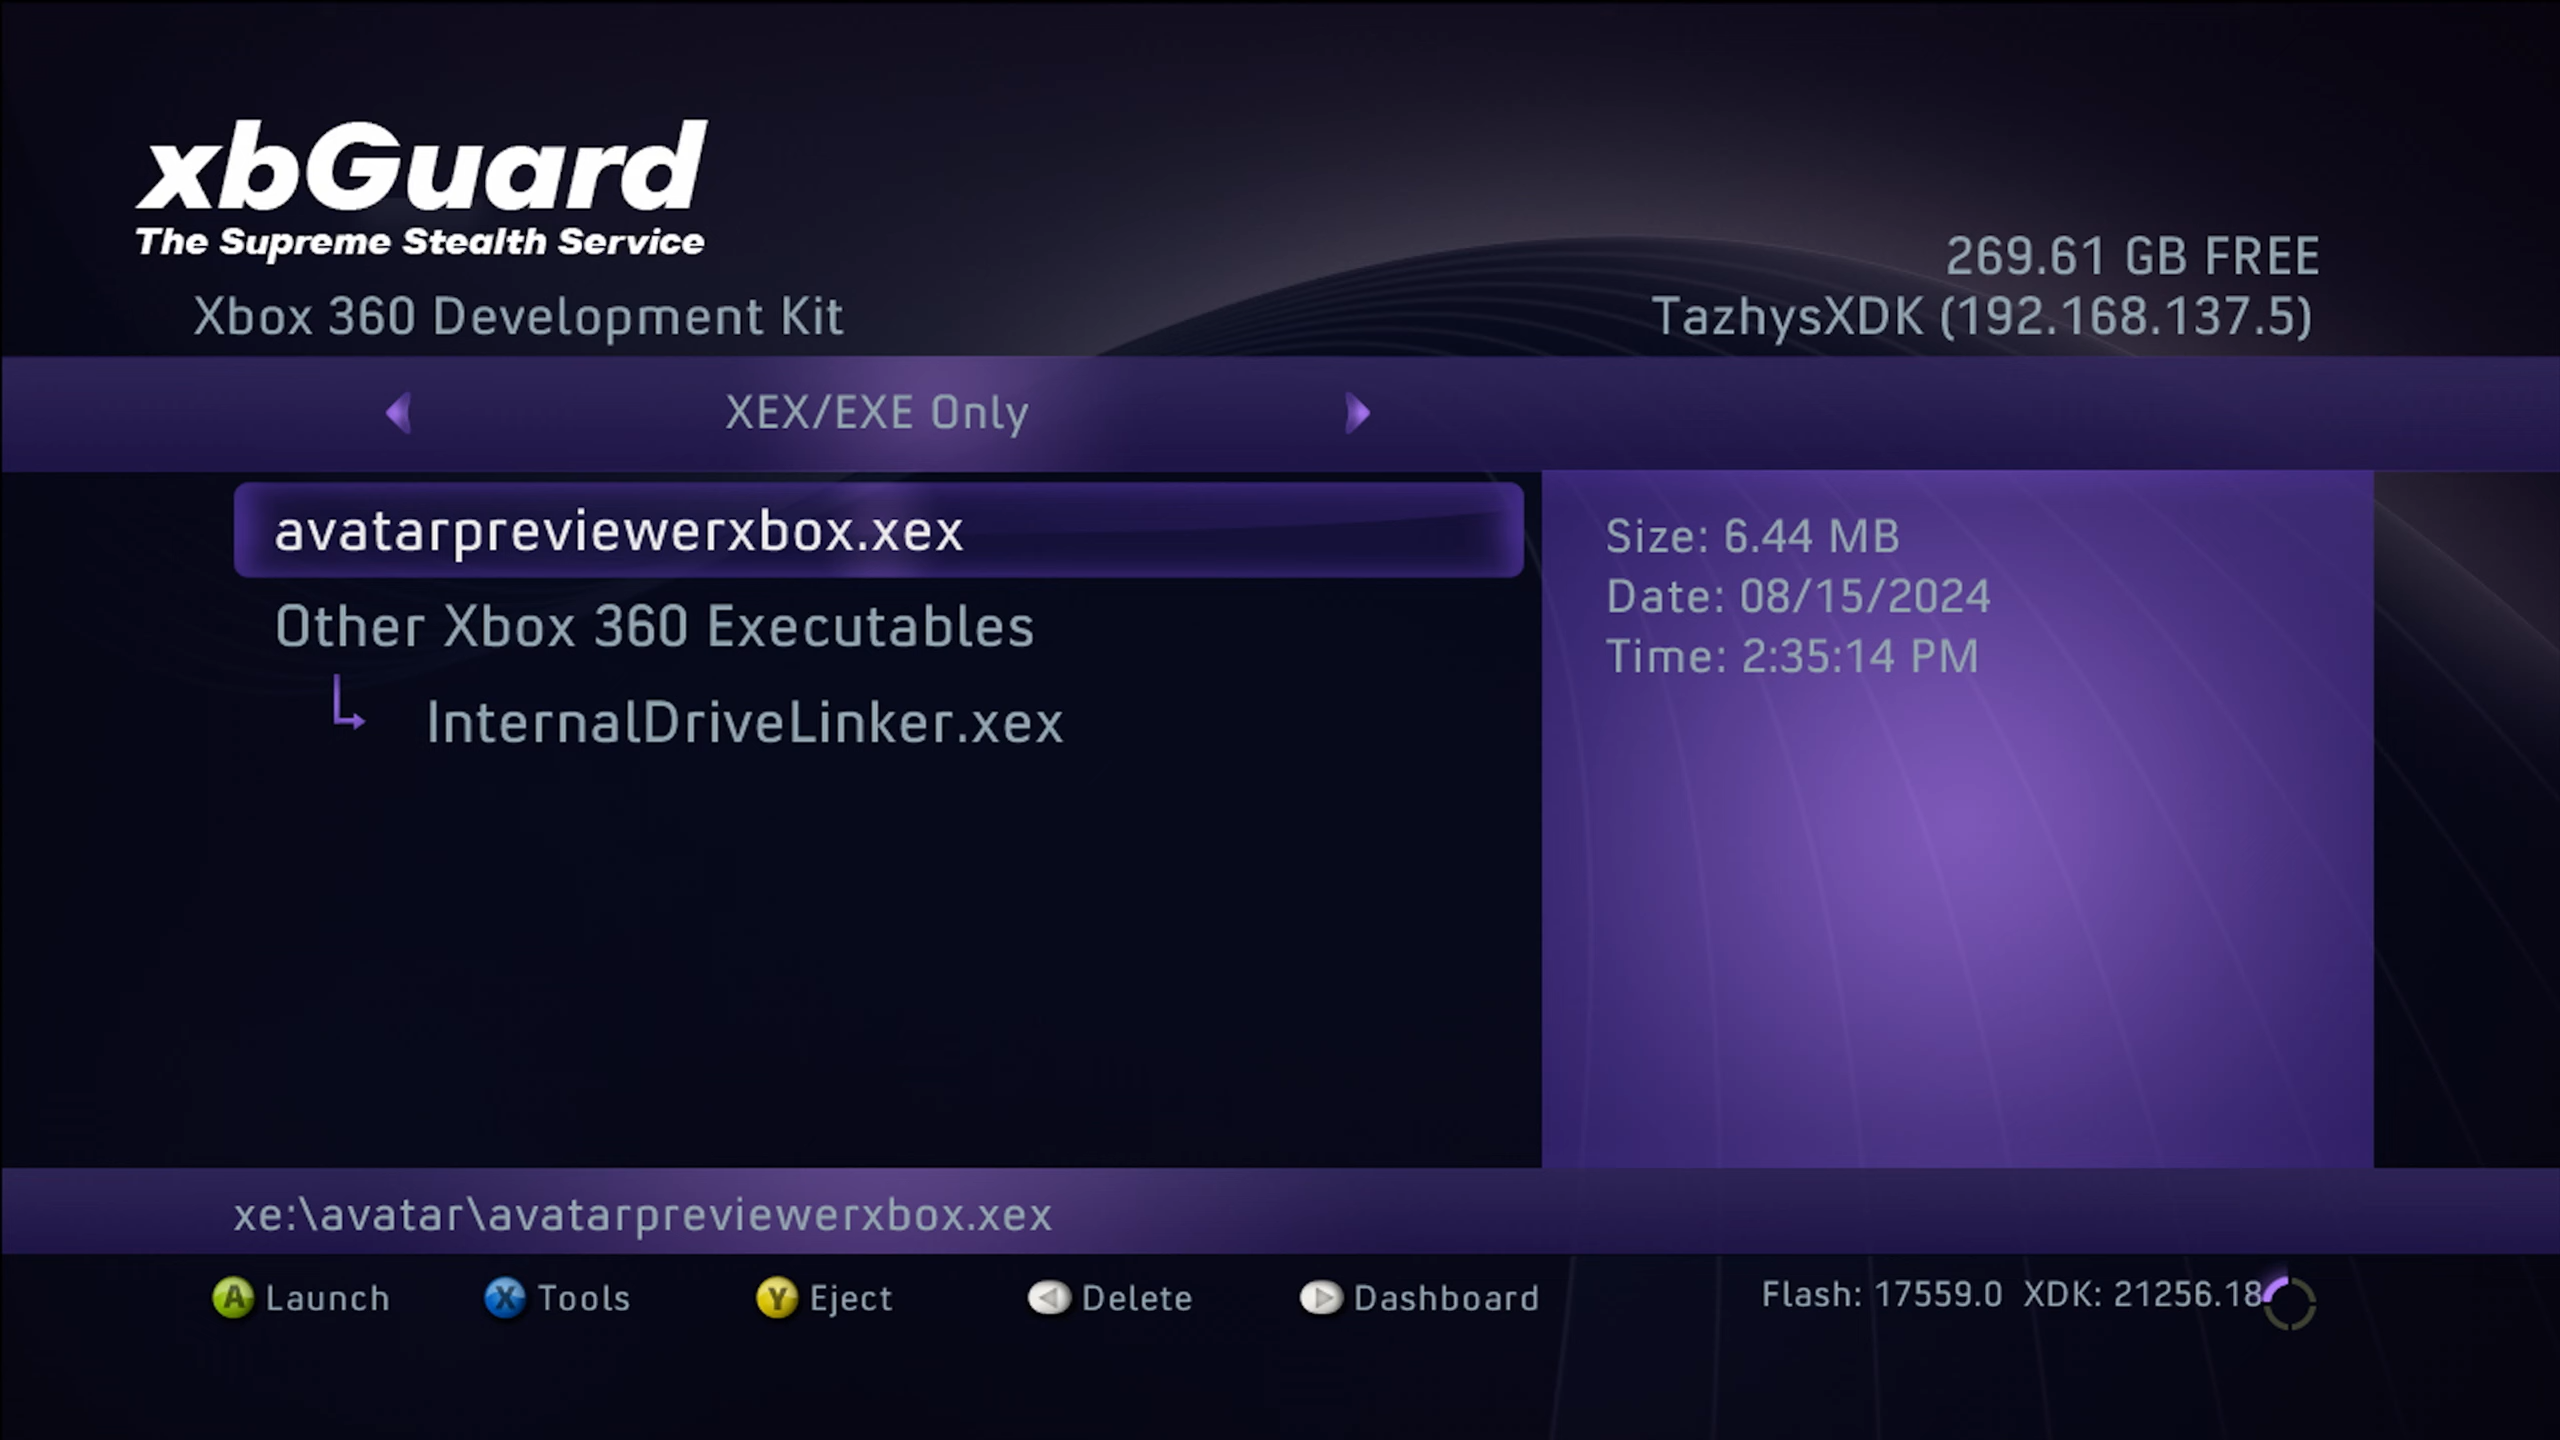 xbGuard
The Supreme Stealth Service
269.61 GB FREE
Xbox 360 Development Kit
TazhysXDK (192.168.137.5)
XEX/EXE Only
avatarpreviewerxbox.xex
Other Xbox 360 Executables
InternalDriveLinker.xex
Size: 6.44 MB
Date: 08/15/2024
Time: 2:35:14 PM
xe:\avatar\avatarpreviewerxbox.xex
A Launch
X Tools
Y Eject
Delete
Dashboard
Flash: 17559.0 XDK: 21256.18